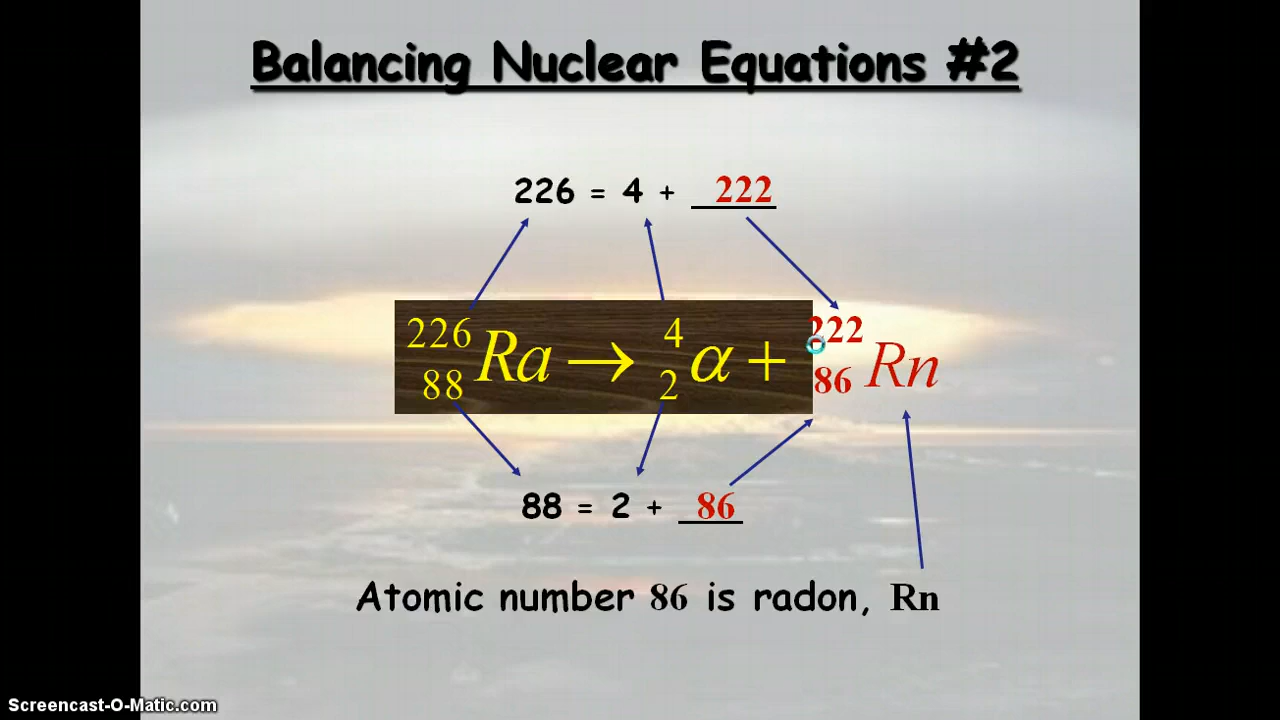 Balancing Nuclear Equations #2
226 = 4 + 222
226 88 Ra → 4 2 α + 222 86 Rn
88 = 2 + 86
Atomic number 86 is radon, Rn
Screencast-O-Matic.com